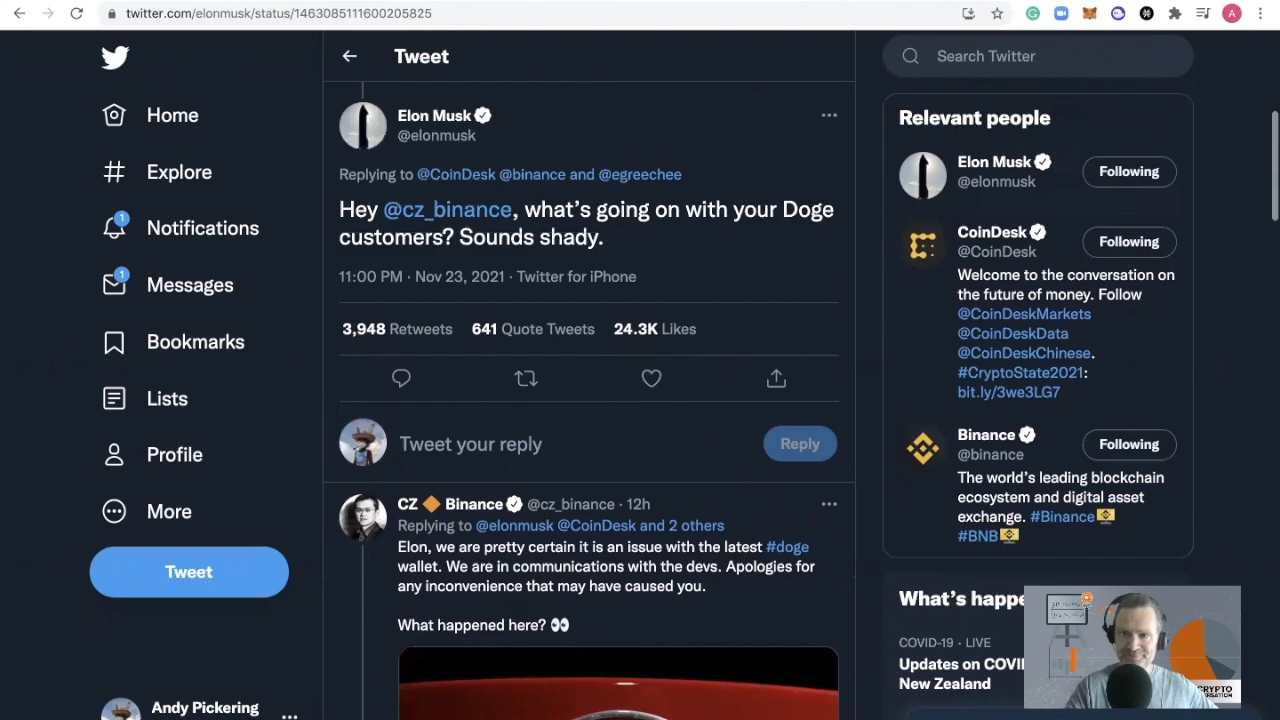 twitter.com/elonmusk/status/1463085111600205825
A
Home
Explore
1
Notifications
1
Messages
Bookmarks
Lists
Profile
More
Tweet
Andy Pickering
Tweet
Elon Musk
@elonmusk
Replying to @CoinDesk @binance and @egreechee
Hey @cz_binance, what's going on with your Doge
customers? Sounds shady.
11:00 PM · Nov 23, 2021 · Twitter for iPhone
3,948 Retweets 641 Quote Tweets 24.3K Likes
Tweet your reply
Reply
CZ 🔶 Binance @cz_binance · 12h
Replying to @elonmusk @CoinDesk and 2 others
Elon, we are pretty certain it is an issue with the latest #doge
wallet. We are in communications with the devs. Apologies for
any inconvenience that may have caused you.
What happened here? 👀
Search Twitter
Relevant people
Elon Musk
@elonmusk
Following
CoinDesk
@CoinDesk
Following
Welcome to the conversation on
the future of money. Follow
@CoinDeskMarkets
@CoinDeskData
@CoinDeskChinese.
#CryptoState2021:
bit.ly/3we3LG7
Binance
@binance
Following
The world's leading blockchain
ecosystem and digital asset
exchange. #Binance
#BNB
What's happe
COVID-19 · LIVE
Updates on COVI
New Zealand
CRYPTO